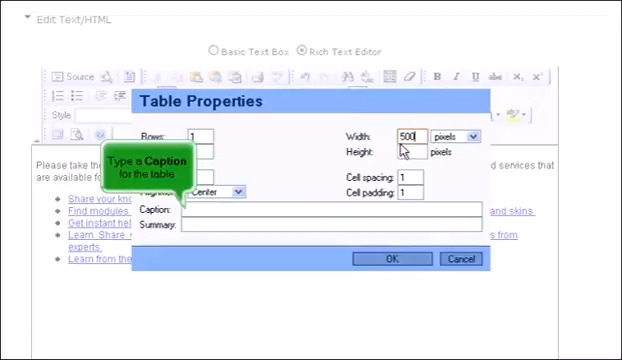 Edit Text/HTML
Basic Text Box Rich Text Editor
Source
B I U abc X₂ X²
Style
Table Properties
Rows: 1 Width: 500 pixels
Height: pixels
Type a Caption
for the table
Please take the
d services that
are available fo
Cell spacing: 1
Center Cell padding: 1
Share your kno
Find modules
and skins
Caption:
Get instant hel
Summary:
Learn Share C
s from
experts
Learn from the
OK Cancel